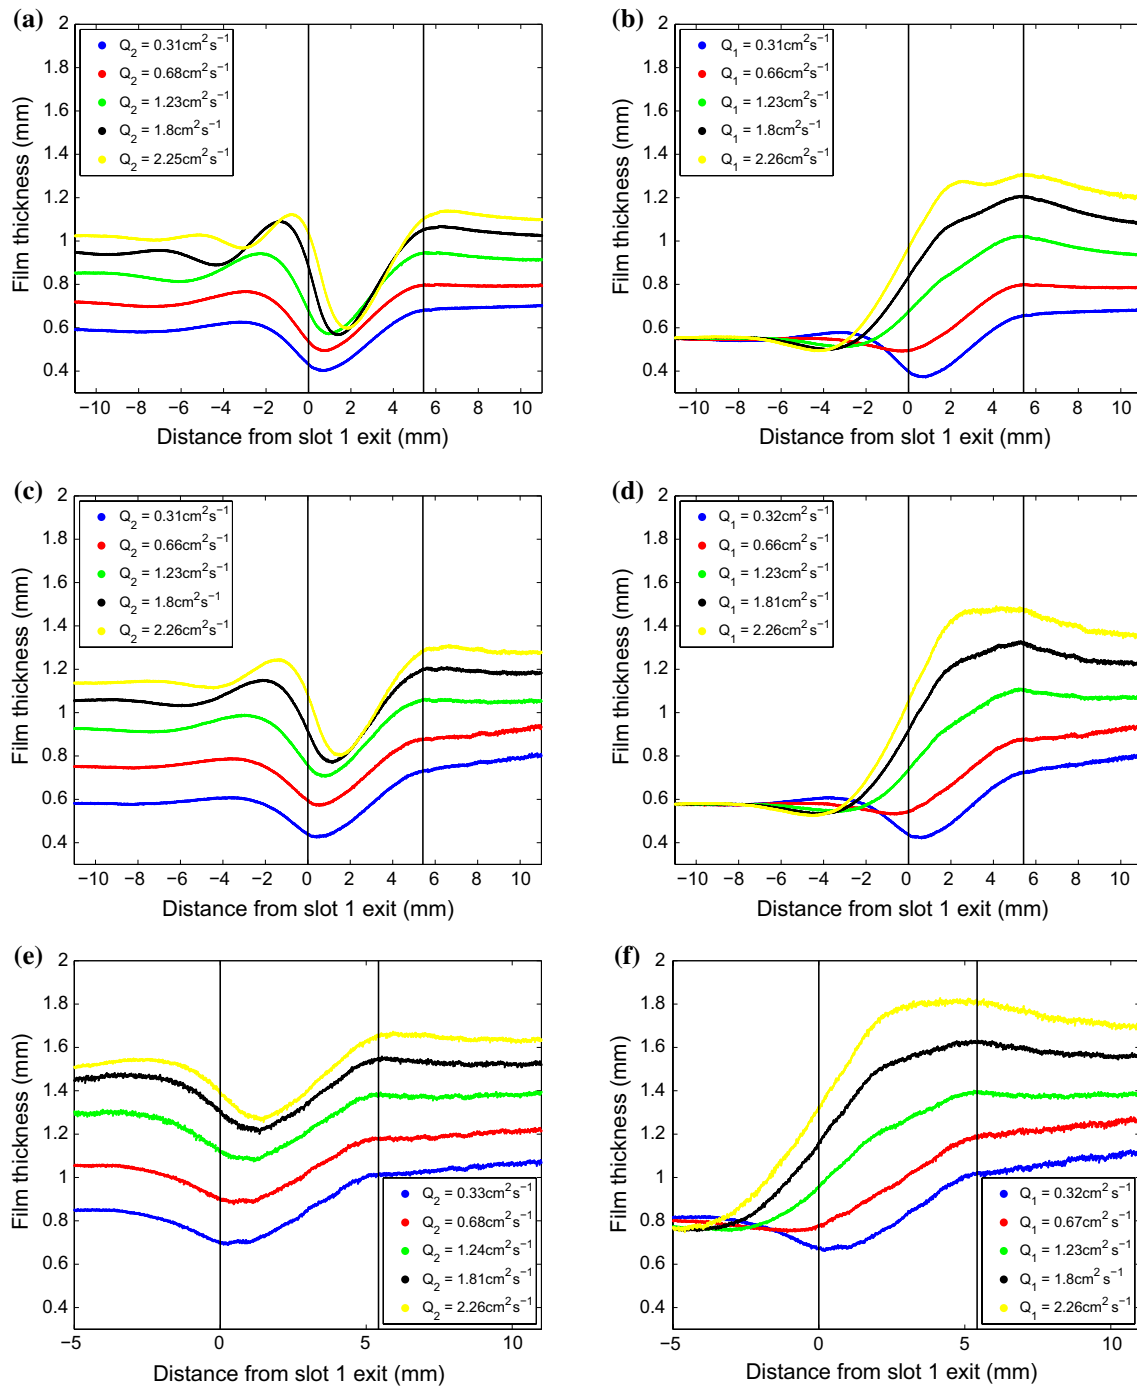 (a)
2
1.8
1.6
1.4
1.2
1
0.8
0.6
0.4
Film thickness (mm)
Q2 = 0.31cm²s⁻¹
Q2 = 0.68cm²s⁻¹
Q2 = 1.23cm²s⁻¹
Q2 = 1.8cm²s⁻¹
Q2 = 2.25cm²s⁻¹
−10 −8 −6 −4 −2 0 2 4 6 8 10
Distance from slot 1 exit (mm)
(b)
2
1.8
1.6
1.4
1.2
1
0.8
0.6
0.4
Film thickness (mm)
Q1 = 0.31cm²s⁻¹
Q1 = 0.66cm²s⁻¹
Q1 = 1.23cm²s⁻¹
Q1 = 1.8cm²s⁻¹
Q1 = 2.26cm²s⁻¹
−10 −8 −6 −4 −2 0 2 4 6 8 10
Distance from slot 1 exit (mm)
(c)
2
1.8
1.6
1.4
1.2
1
0.8
0.6
0.4
Film thickness (mm)
Q2 = 0.31cm²s⁻¹
Q2 = 0.66cm²s⁻¹
Q2 = 1.23cm²s⁻¹
Q2 = 1.8cm²s⁻¹
Q2 = 2.26cm²s⁻¹
−10 −8 −6 −4 −2 0 2 4 6 8 10
Distance from slot 1 exit (mm)
(d)
2
1.8
1.6
1.4
1.2
1
0.8
0.6
0.4
Film thickness (mm)
Q1 = 0.32cm²s⁻¹
Q1 = 0.66cm²s⁻¹
Q1 = 1.23cm²s⁻¹
Q1 = 1.81cm²s⁻¹
Q1 = 2.26cm²s⁻¹
−10 −8 −6 −4 −2 0 2 4 6 8 10
Distance from slot 1 exit (mm)
(e)
2
1.8
1.6
1.4
1.2
1
0.8
0.6
0.4
Film thickness (mm)
Q2 = 0.33cm²s⁻¹
Q2 = 0.68cm²s⁻¹
Q2 = 1.24cm²s⁻¹
Q2 = 1.81cm²s⁻¹
Q2 = 2.26cm²s⁻¹
−5 0 5 10
Distance from slot 1 exit (mm)
(f)
2
1.8
1.6
1.4
1.2
1
0.8
0.6
0.4
Film thickness (mm)
Q1 = 0.32cm²s⁻¹
Q1 = 0.67cm²s⁻¹
Q1 = 1.23cm²s⁻¹
Q1 = 1.8cm²s⁻¹
Q1 = 2.26cm²s⁻¹
−5 0 5 10
Distance from slot 1 exit (mm)